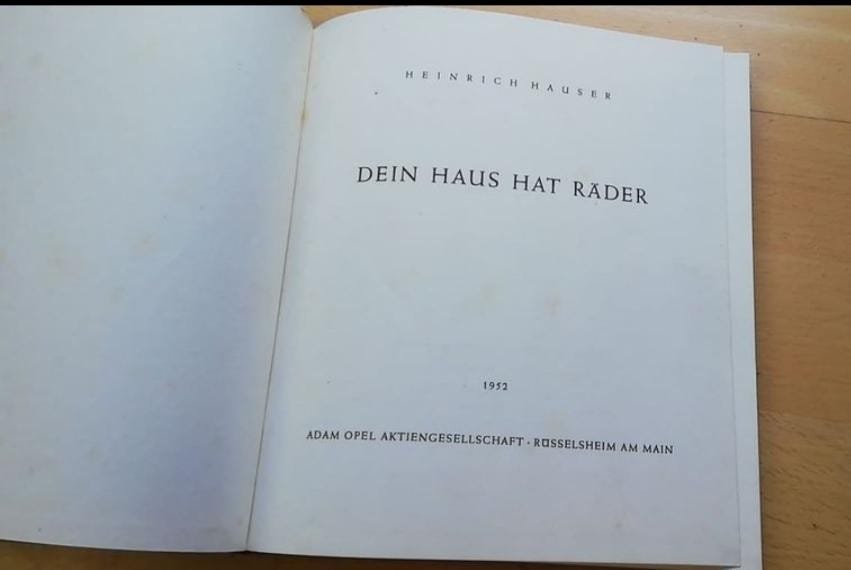 HEINRICH HAUSER
DEIN HAUS HAT RÄDER
1952
ADAM OPEL AKTIENGESELLSCHAFT · RÜSSELSHEIM AM MAIN